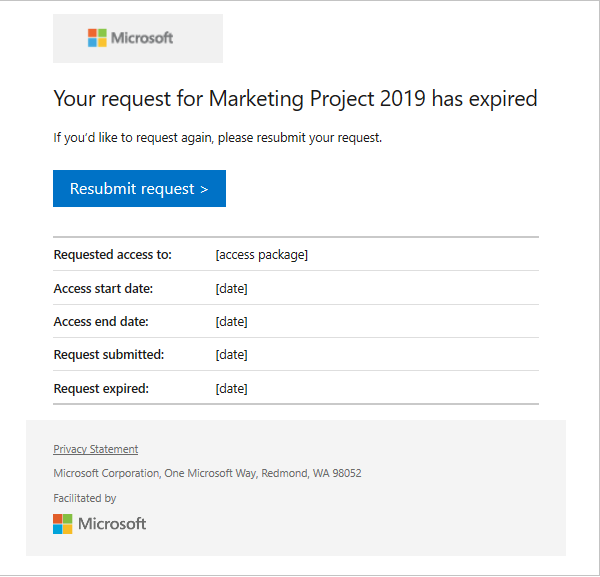 Microsoft
Your request for Marketing Project 2019 has expired
If you’d like to request again, please resubmit your request.
Resubmit request >
Requested access to: [access package]
Access start date: [date]
Access end date: [date]
Request submitted: [date]
Request expired: [date]
Privacy Statement
Microsoft Corporation, One Microsoft Way, Redmond, WA 98052
Facilitated by
Microsoft